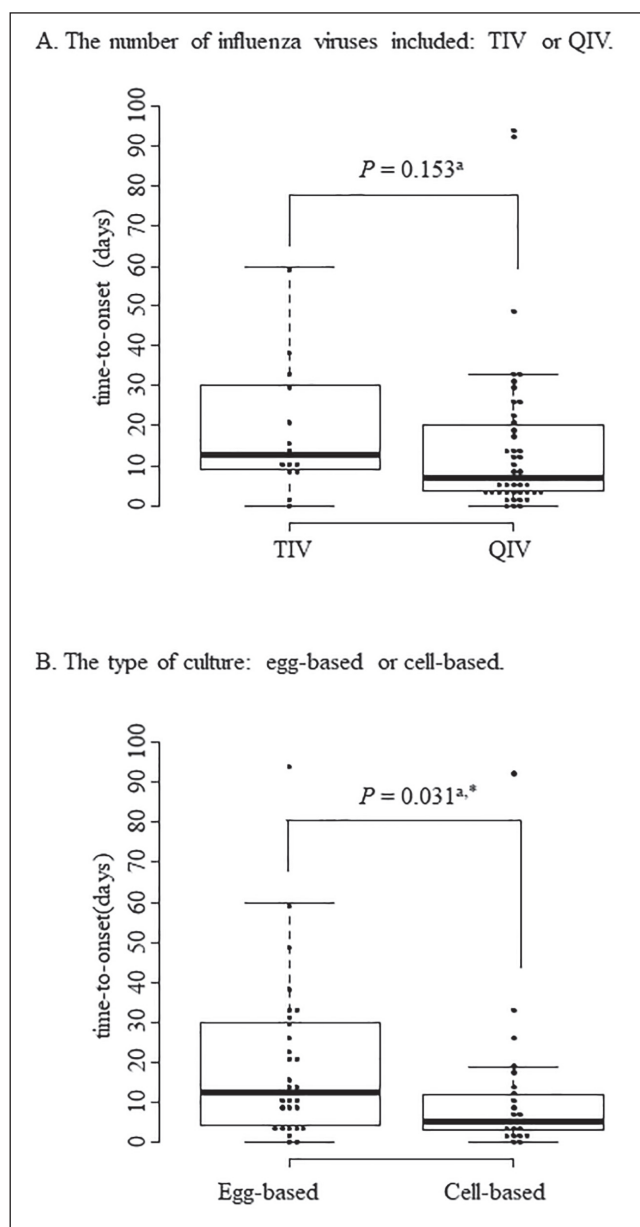 A. The number of influenza viruses included: TIV or QIV.
100
90
80
70
60
50
40
30
20
10
0
time-to-onset (days)
P = 0.153ᵃ
TIV
QIV
B. The type of culture: egg-based or cell-based.
100
90
80
70
60
50
40
30
20
10
0
time-to-onset(days)
P = 0.031ᵃ,*
Egg-based
Cell-based